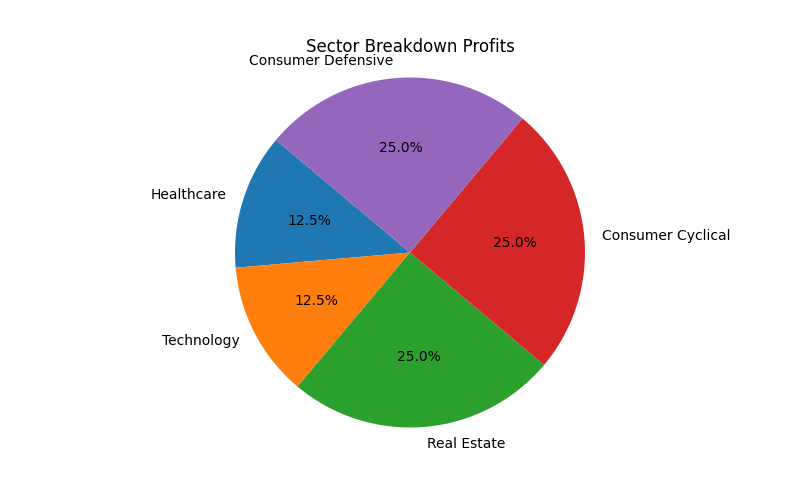 Sector Breakdown Profits
Consumer Defensive
25.0%
Healthcare
12.5%
25.0%
Consumer Cyclical
12.5%
Technology
25.0%
Real Estate